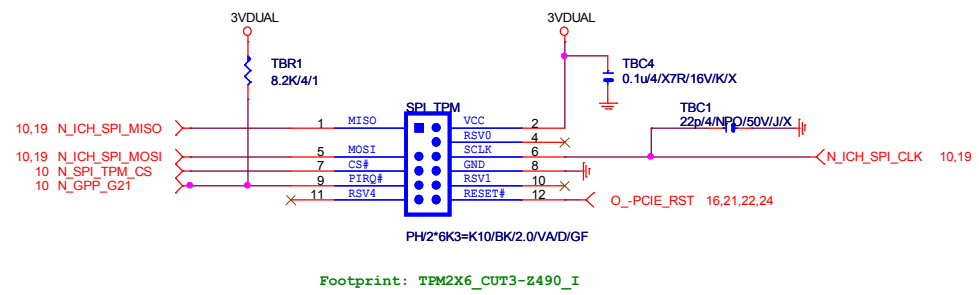 3VDUAL 3VDUAL
TBR1
8.2K/4/1
TBC4
0.1u/4/X7R/16V/K/X
TBC1
22p/4/NPO/50V/J/X
SPI_TPM
10,19 N_ICH_SPI_MISO 1 MISO VCC 2
RSV0 4
10,19 N_ICH_SPI_MOSI 5 MOSI SCLK 6 N_ICH_SPI_CLK 10,19
10 N_SPI_TPM_CS 7 CS# GND 8
10 N_GPP_G21 9 PIRQ# RSV1 10
11 RSV4 RESET# 12 O_-PCIE_RST 16,21,22,24
PH/2*6K3=K10/BK/2.0/VA/D/GF
Footprint: TPM2X6_CUT3-Z490_I